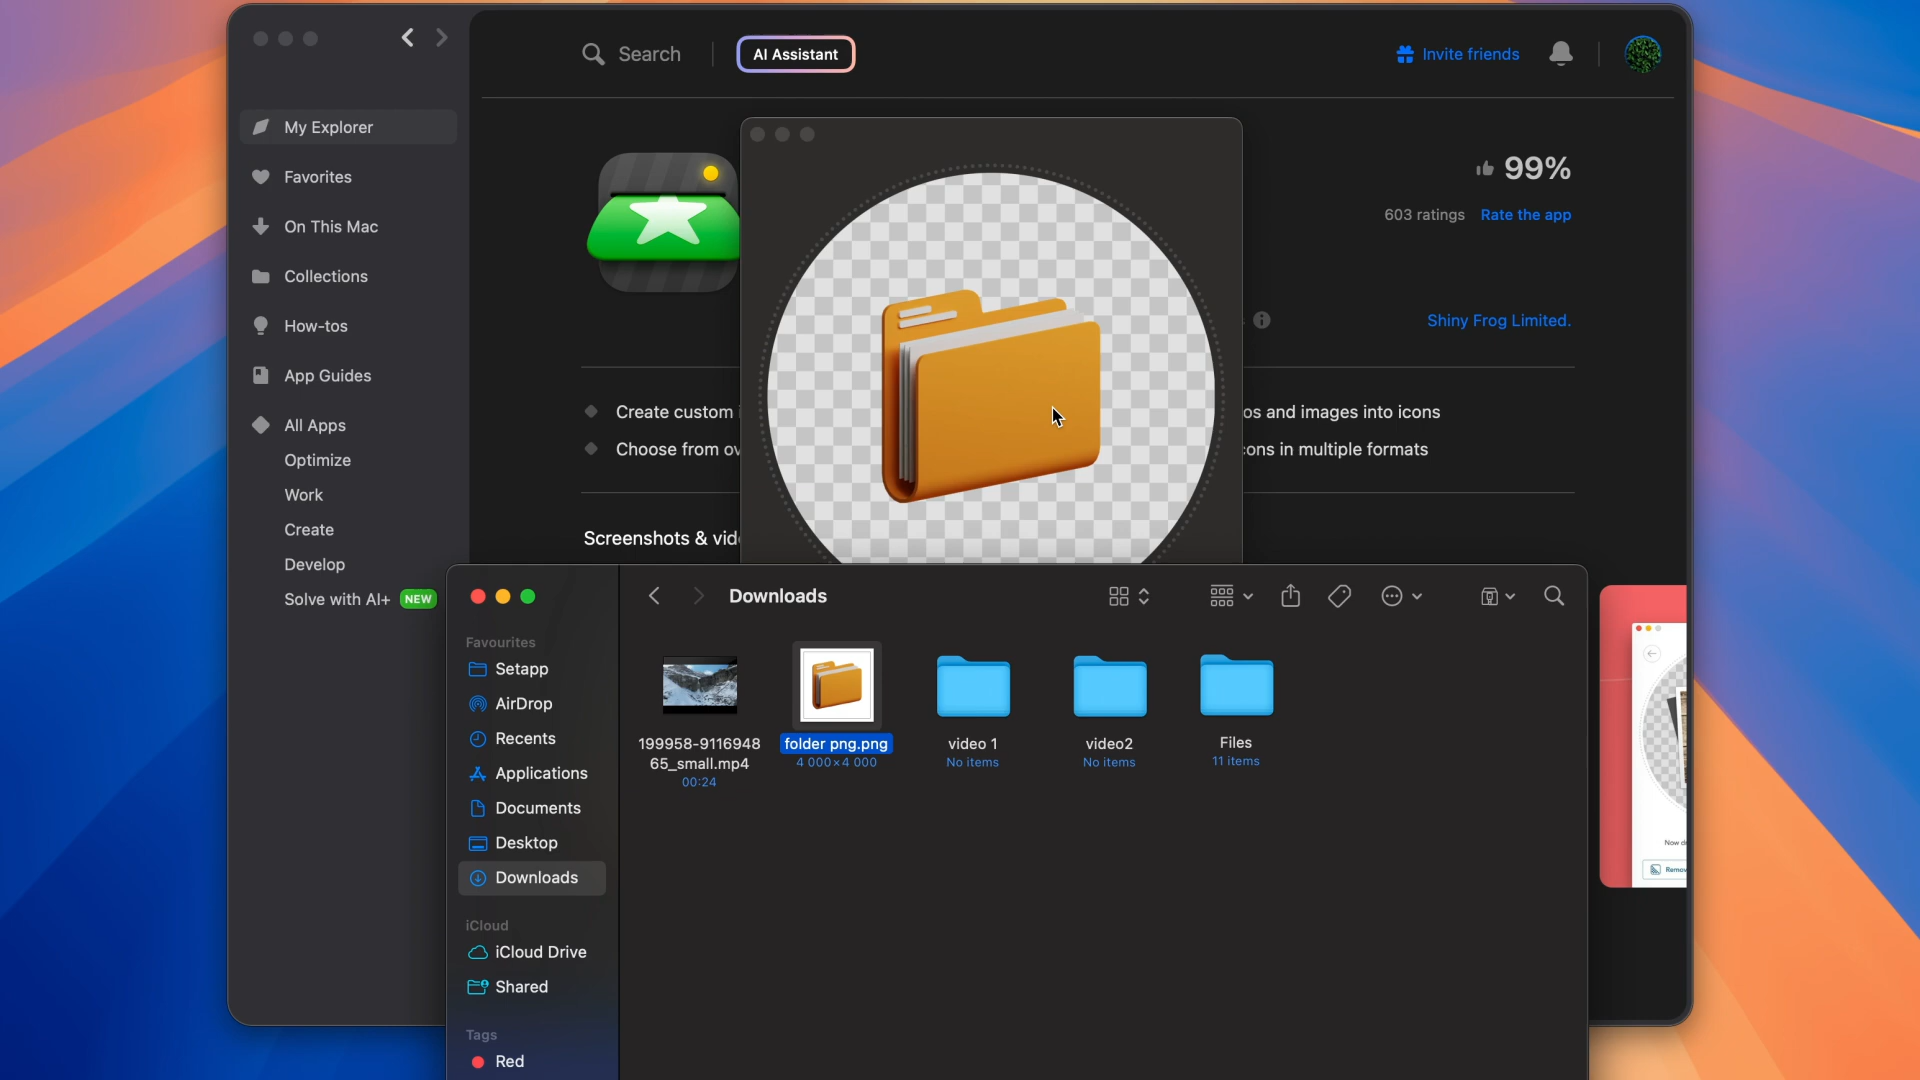 Search
AI Assistant
Invite friends
My Explorer
Favorites
On This Mac
Collections
How-tos
App Guides
All Apps
Optimize
Work
Create
Develop
Solve with AI+ NEW
99%
603 ratings Rate the app
Shiny Frog Limited.
Create custom
os and images into icons
Choose from
ons in multiple formats
Screenshots &
Downloads
Favourites
Setapp
AirDrop
Recents
Applications
Documents
Desktop
Downloads
iCloud
iCloud Drive
Shared
Tags
Red
199958-9116948
65_small.mp4
00:24
folder png.png
4 000×4 000
video 1
No items
video2
No items
Files
11 items